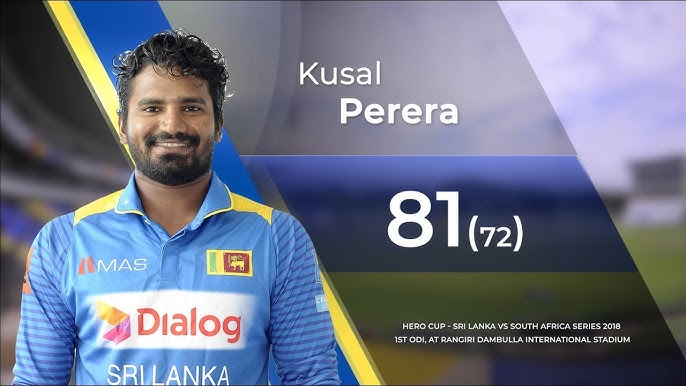 Kusal
Perera
81(72)
MAS
Dialog
SRI LANKA
HERO CUP - SRI LANKA VS SOUTH AFRICA SERIES 2018
1ST ODI, AT RANGIRI DAMBULLA INTERNATIONAL STADIUM